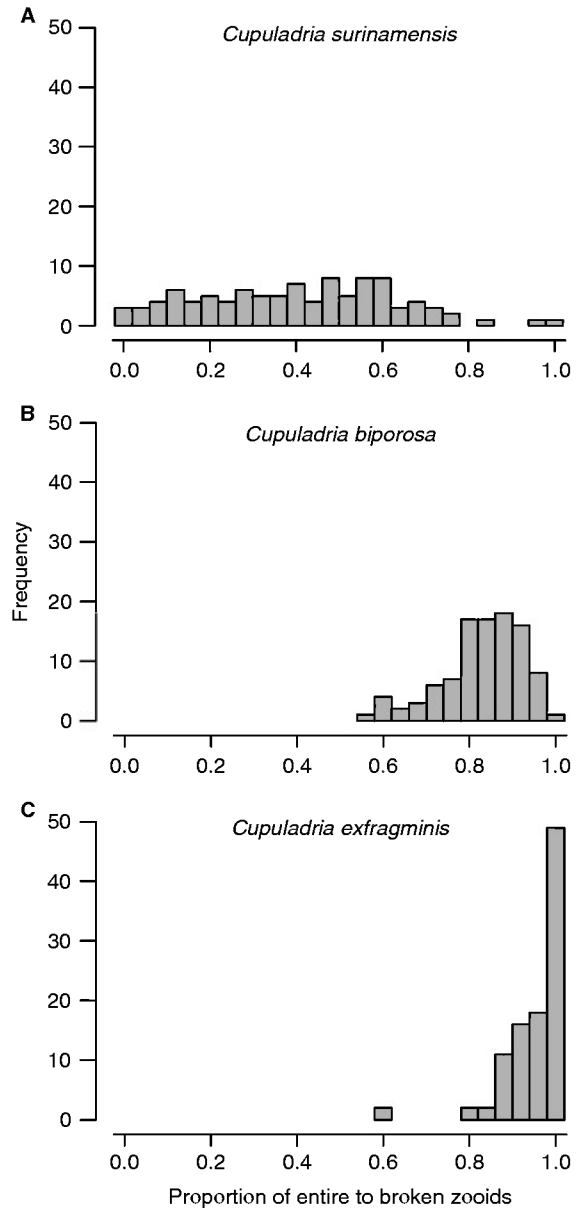 A
Cupuladria surinamensis
50
40
30
20
10
0
0.0 0.2 0.4 0.6 0.8 1.0
B
Cupuladria biporosa
50
40
30
20
10
0
Frequency
0.0 0.2 0.4 0.6 0.8 1.0
C
Cupuladria exfragminis
50
40
30
20
10
0
0.0 0.2 0.4 0.6 0.8 1.0
Proportion of entire to broken zooids